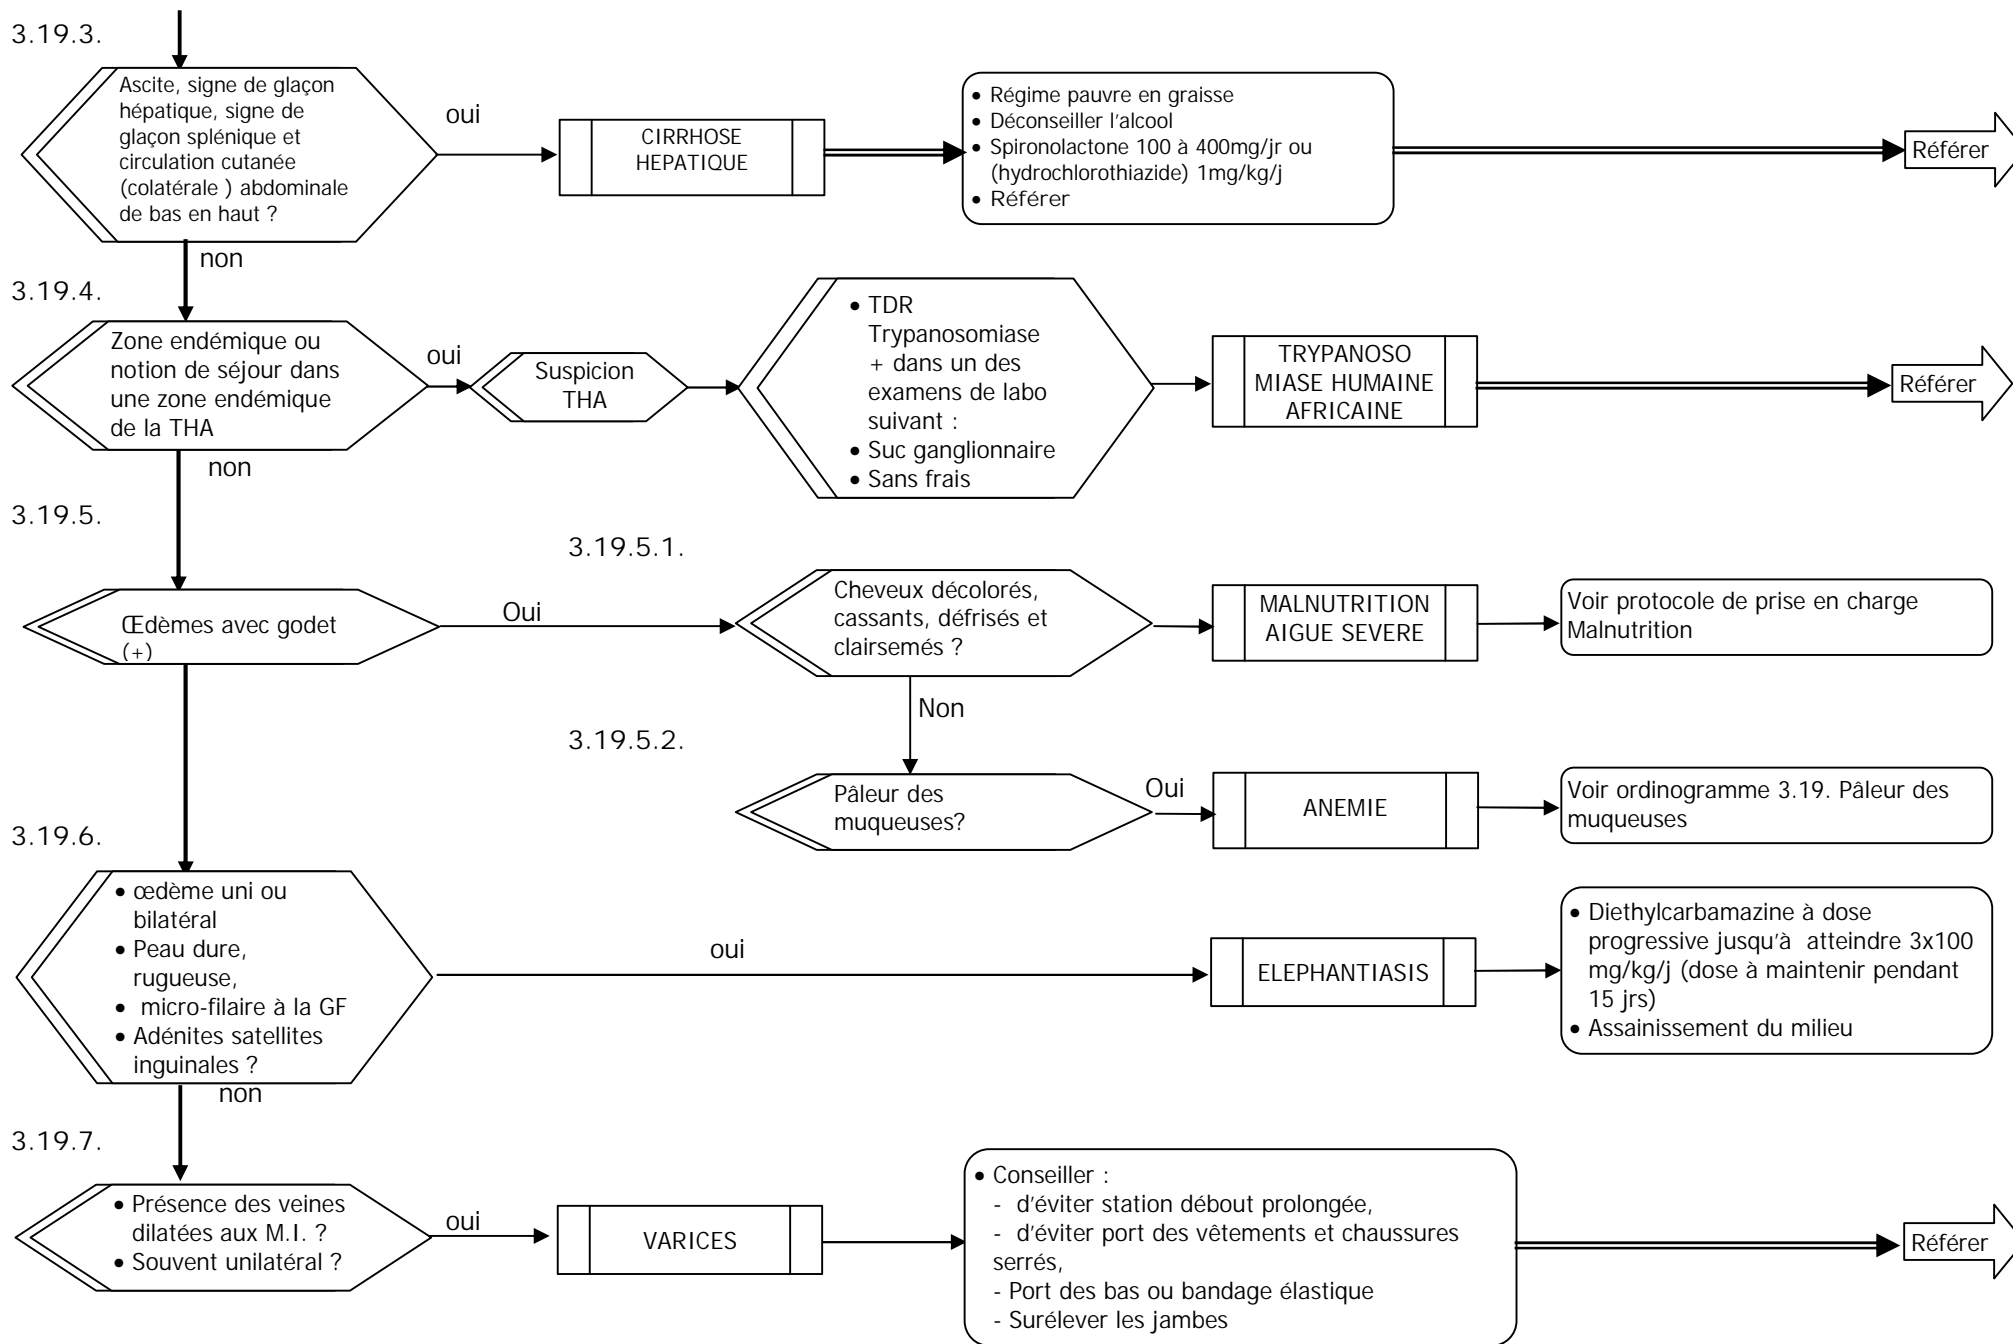 3.19.3.
Ascite, signe de glaçon
hépatique, signe de
glaçon splénique et
circulation cutanée
(colatérale ) abdominale
de bas en haut ?
oui
CIRRHOSE
HEPATIQUE
• Régime pauvre en graisse
• Déconseiller l'alcool
• Spironolactone 100 à 400mg/jr ou
(hydrochlorothiazide) 1mg/kg/j
• Référer
Référer
non
3.19.4.
Zone endémique ou
notion de séjour dans
une zone endémique
de la THA
oui
Suspicion
THA
• TDR
Trypanosomiase
+ dans un des
examens de labo
suivant :
• Suc ganglionnaire
• Sans frais
TRYPANOSO
MIASE HUMAINE
AFRICAINE
Référer
non
3.19.5.
Œdèmes avec godet
(+)
Oui
3.19.5.1.
Cheveux décolorés,
cassants, défrisés et
clairsemés ?
MALNUTRITION
AIGUE SEVERE
Voir protocole de prise en charge
Malnutrition
Non
3.19.5.2.
Pâleur des
muqueuses?
Oui
ANEMIE
Voir ordinogramme 3.19. Pâleur des
muqueuses
3.19.6.
• œdème uni ou
bilatéral
• Peau dure,
rugueuse,
• micro-filaire à la GF
• Adénites satellites
inguinales ?
oui
ELEPHANTIASIS
• Diethylcarbamazine à dose
progressive jusqu'à atteindre 3x100
mg/kg/j (dose à maintenir pendant
15 jrs)
• Assainissement du milieu
non
3.19.7.
• Présence des veines
dilatées aux M.I. ?
• Souvent unilatéral ?
oui
VARICES
• Conseiller :
- d'éviter station débout prolongée,
- d'éviter port des vêtements et chaussures
serrés,
- Port des bas ou bandage élastique
- Surélever les jambes
Référer